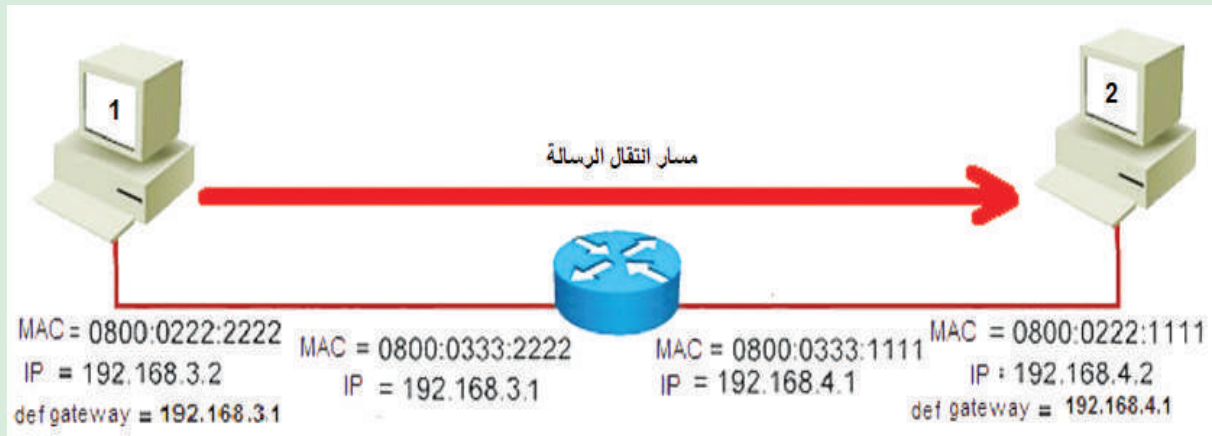 1
2
مسار انتقال الرسالة
MAC = 0800:0222:2222
IP = 192.168.3.2
def gateway = 192.168.3.1
MAC = 0800:0333:2222
IP = 192.168.3.1
MAC = 0800:0333:1111
IP = 192.168.4.1
MAC = 0800:0222:1111
IP : 192.168.4.2
def gateway = 192.168.4.1